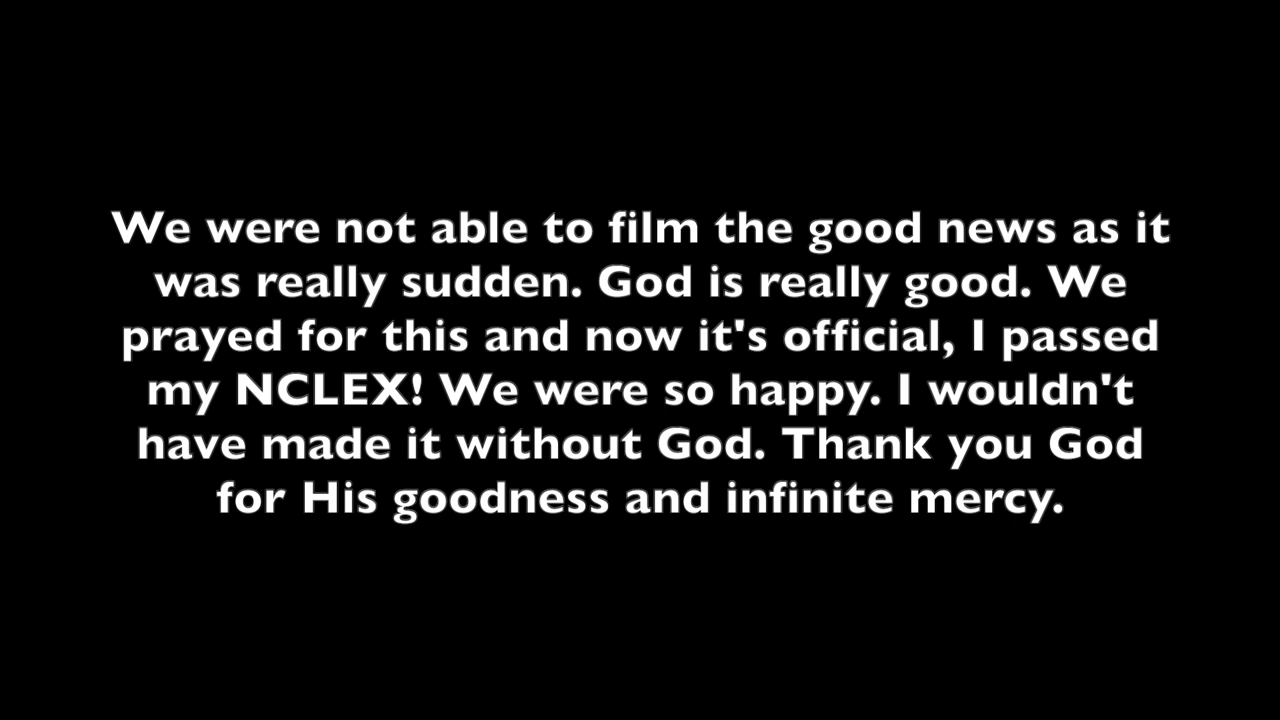 We were not able to film the good news as it
was really sudden. God is really good. We
prayed for this and now it's official, I passed
my NCLEX! We were so happy. I wouldn't
have made it without God. Thank you God
for His goodness and infinite mercy.